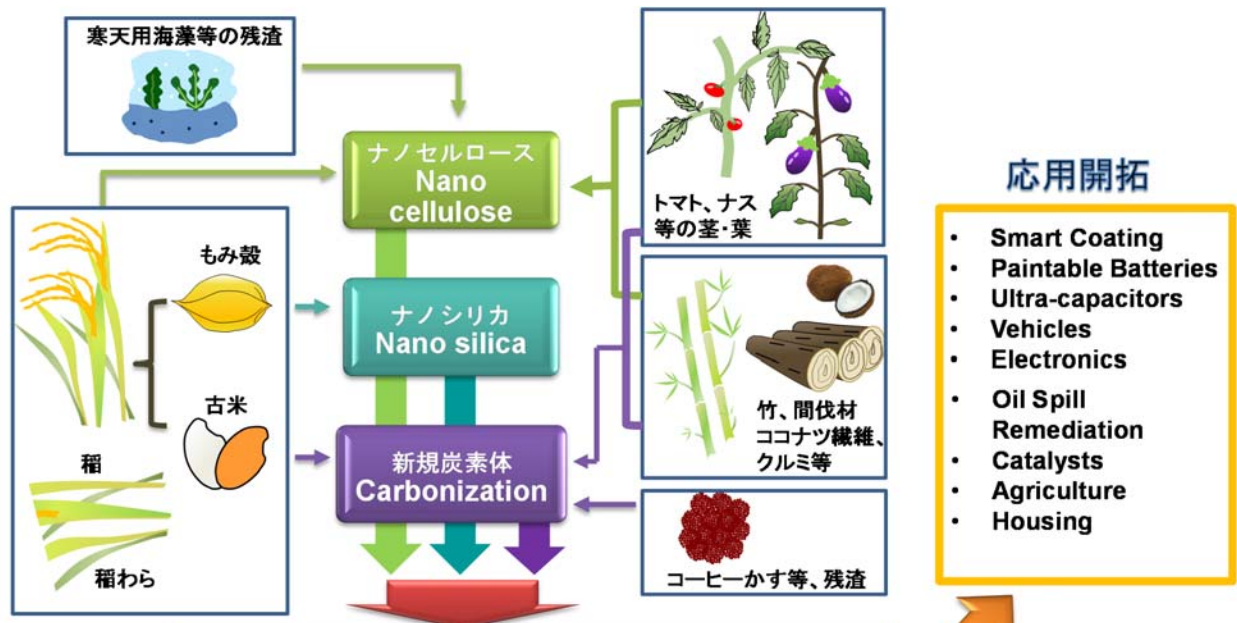 寒天用海藻等の残渣
ナノセルロース
Nano
cellulose
トマト、ナス
等の茎・葉
もみ殻
ナノシリカ
Nano silica
古米
稲
稲わら
竹、間伐材
ココナツ繊維、
クルミ等
新規炭素体
Carbonization
コーヒーかす等、残渣
応用開拓
• Smart Coating
• Paintable Batteries
• Ultra-capacitors
• Vehicles
• Electronics
• Oil Spill
Remediation
• Catalysts
• Agriculture
• Housing